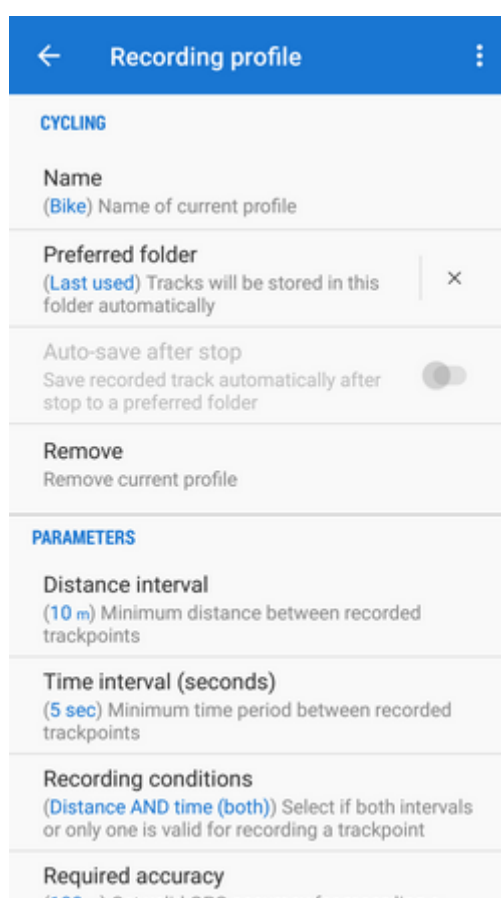 Recording profile
CYCLING
Name
(Bike) Name of current profile
Preferred folder
(Last used) Tracks will be stored in this
folder automatically
Auto-save after stop
Save recorded track automatically after
stop to a preferred folder
Remove
Remove current profile
PARAMETERS
Distance interval
(10 m) Minimum distance between recorded
trackpoints
Time interval (seconds)
(5 sec) Minimum time period between recorded
trackpoints
Recording conditions
(Distance AND time (both)) Select if both intervals
or only one is valid for recording a trackpoint
Required accuracy